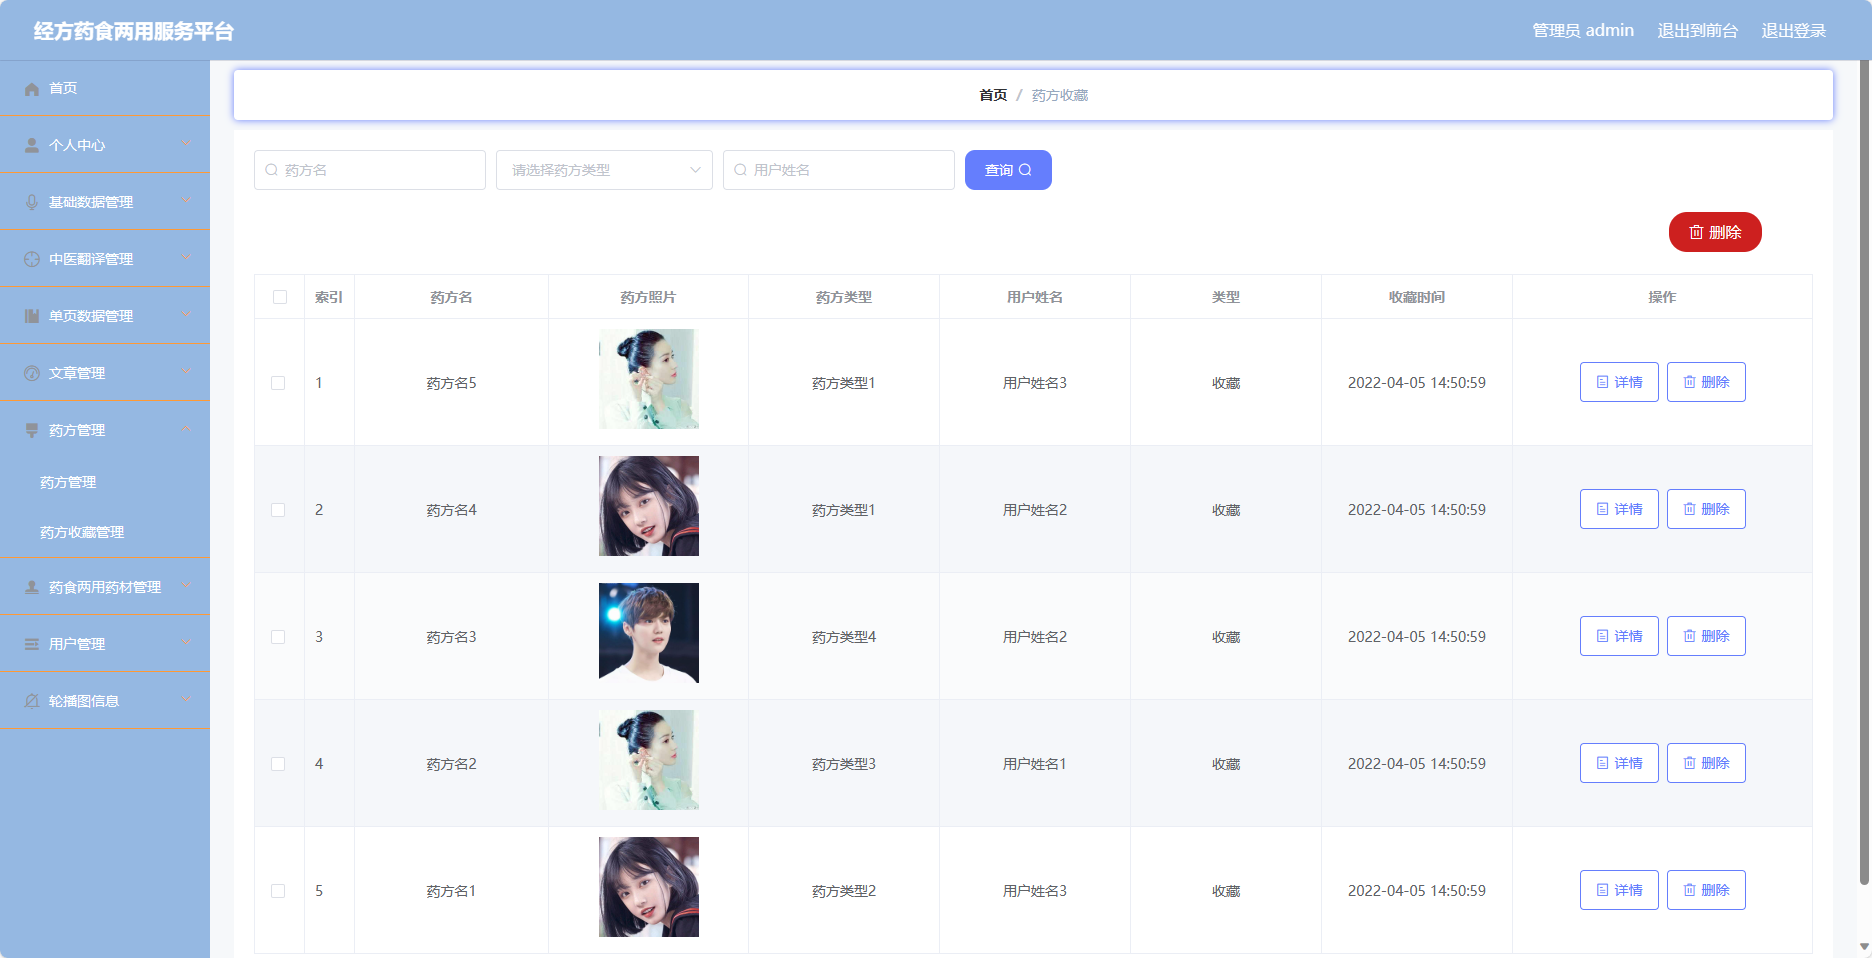 经方药食两用服务平台
管理员 admin 退出到前台 退出登录
首页
个人中心
基础数据管理
中医翻译管理
单页数据管理
文章管理
药方管理
药方管理
药方收藏管理
药食两用药材管理
用户管理
轮播图信息
首页 / 药方收藏
药方名 请选择药方类型 用户姓名 查询
删除
索引 药方名 药方照片 药方类型 用户姓名 类型 收藏时间 操作
1 药方名5 药方类型1 用户姓名3 收藏 2022-04-05 14:50:59 详情 删除
2 药方名4 药方类型1 用户姓名2 收藏 2022-04-05 14:50:59 详情 删除
3 药方名3 药方类型4 用户姓名2 收藏 2022-04-05 14:50:59 详情 删除
4 药方名2 药方类型3 用户姓名1 收藏 2022-04-05 14:50:59 详情 删除
5 药方名1 药方类型2 用户姓名3 收藏 2022-04-05 14:50:59 详情 删除